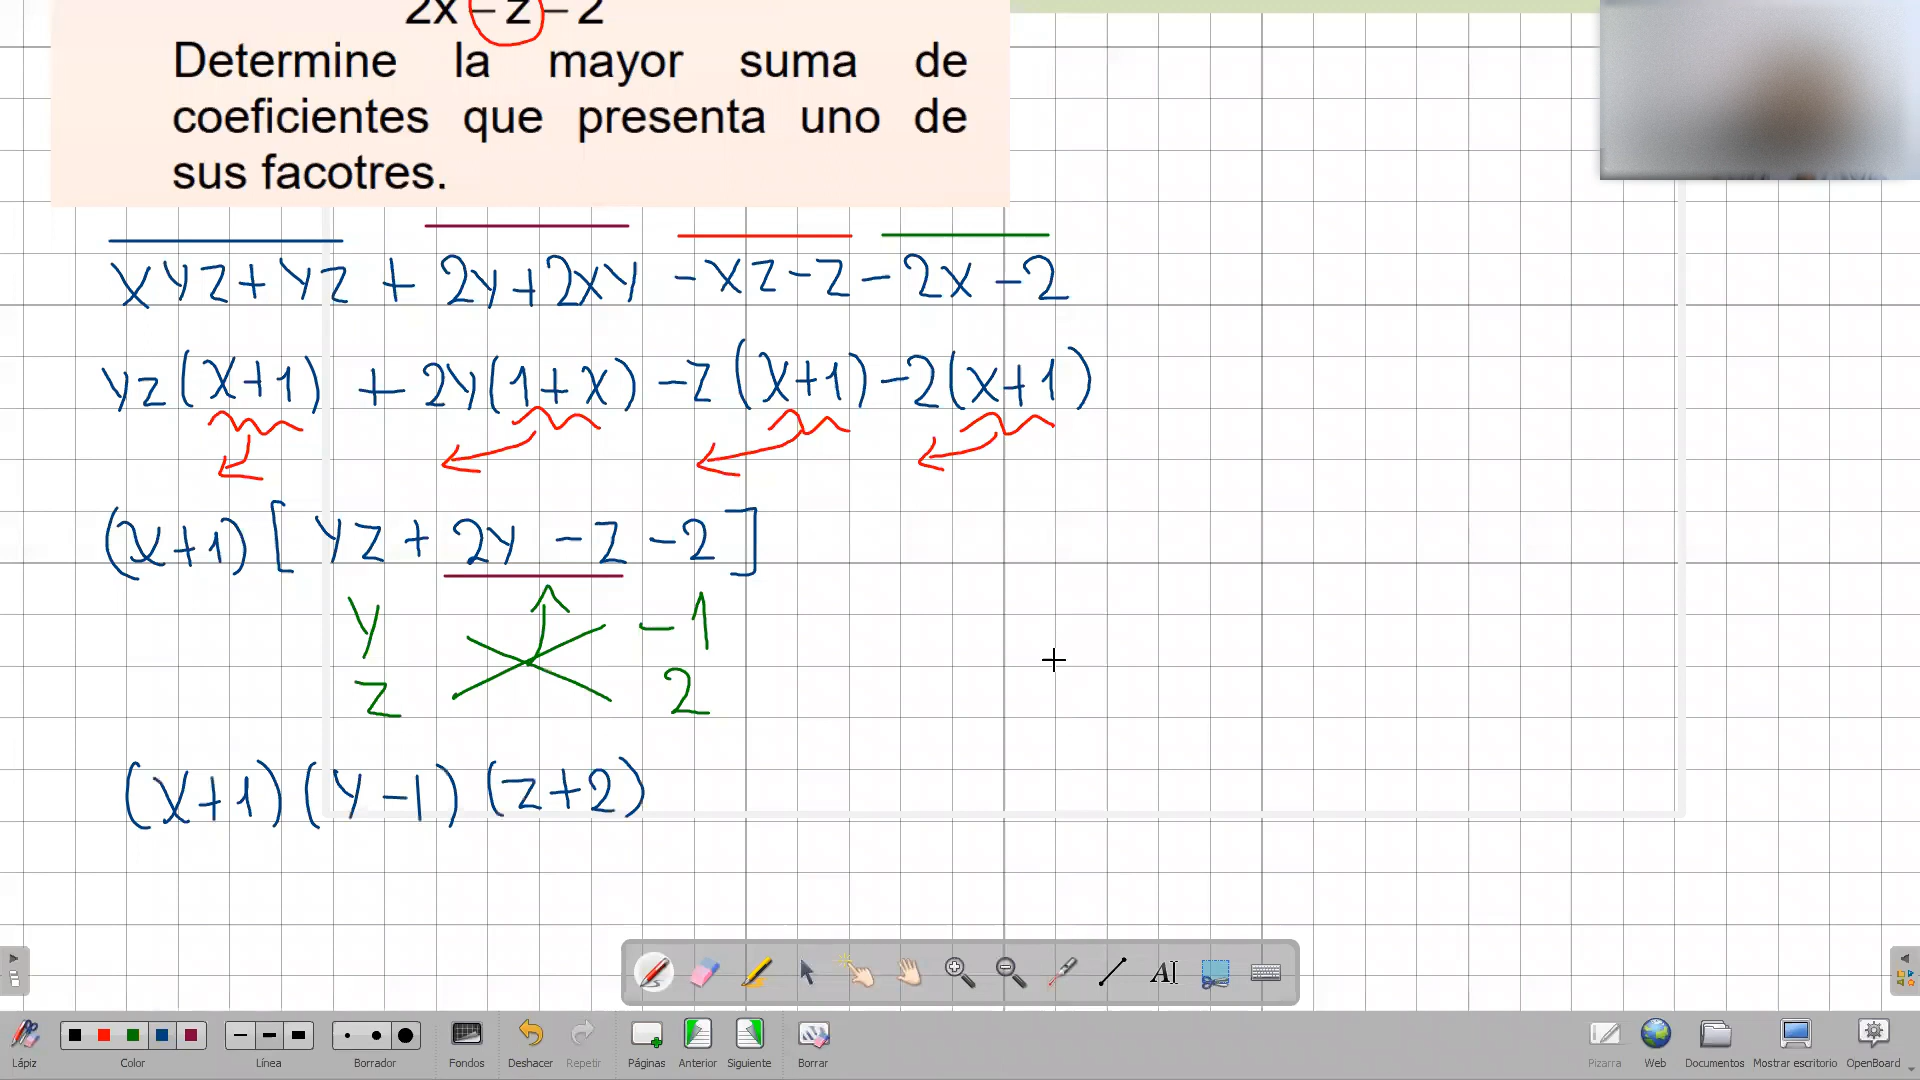 2x – z – 2
Determine la mayor suma de
coeficientes que presenta uno de
sus facotres.
xyz+yz + 2y+2xy -xz-z-2x-2
yz(x+1) +2y(1+x) -z(x+1)-2(x+1)
(x+1)[yz+2y-z-2]
y -1
z 2
(x+1)(y-1)(z+2)
AI
Lápiz Color Línea Borrador Fondos Deshacer Repetir Páginas Anterior Siguiente Borrar Pizarra Web Documentos Mostrar escritorio OpenBoard